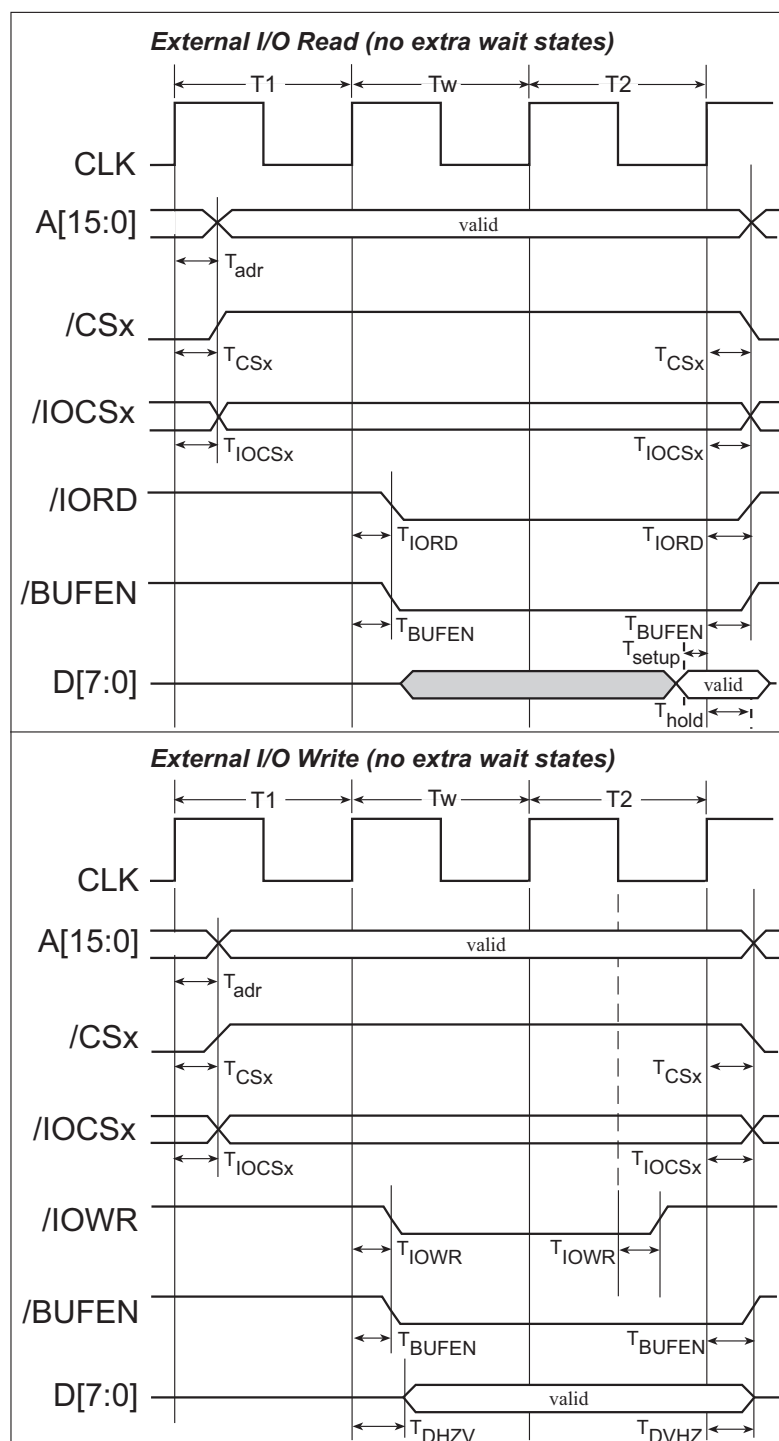 External I/O Read (no extra wait states)
T1 Tw T2
CLK
A[15:0] valid
Tadr
/CSx
TCSx TCSx
/IOCSx
TIOCSx TIOCSx
/IORD
TIORD TIORD
/BUFEN
TBUFEN TBUFEN
Tsetup
D[7:0] valid
Thold
External I/O Write (no extra wait states)
T1 Tw T2
CLK
A[15:0] valid
Tadr
/CSx
TCSx TCSx
/IOCSx
TIOCSx TIOCSx
/IOWR
TIOWR TIOWR
/BUFEN
TBUFEN TBUFEN
D[7:0] valid
TDHZV TDVHZ